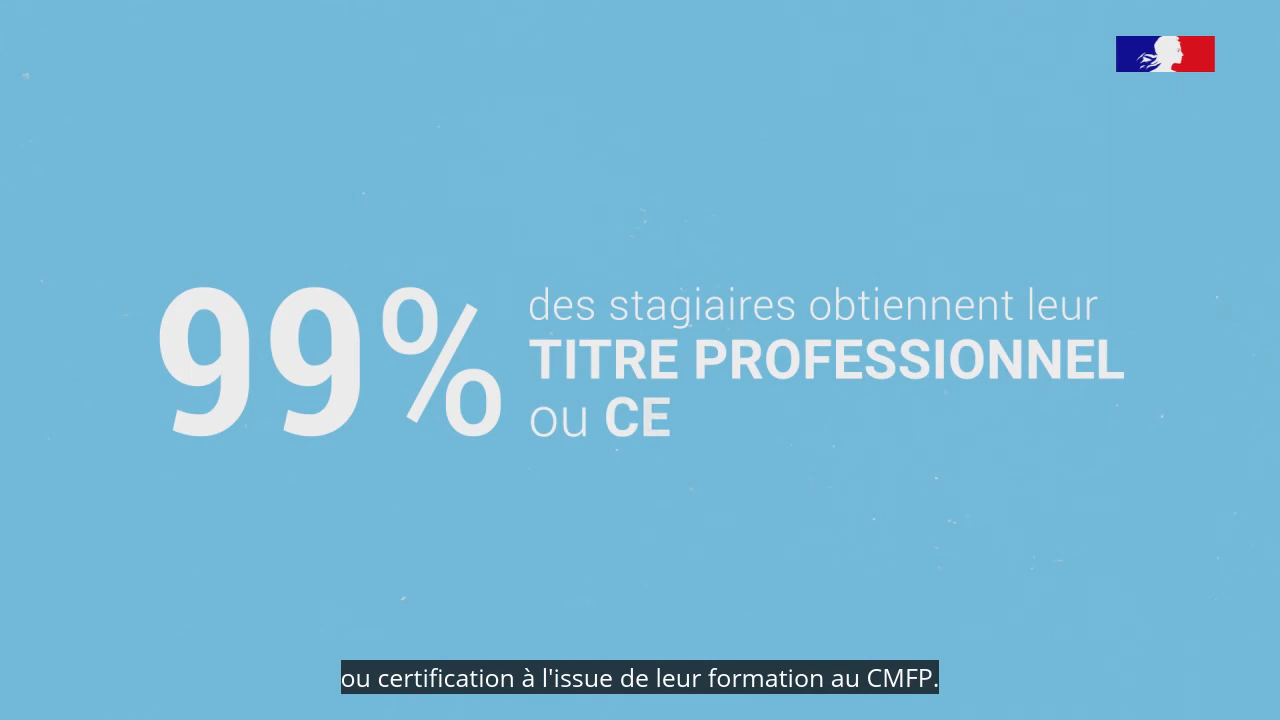 99%
des stagiaires obtiennent leur
TITRE PROFESSIONNEL
ou CE
ou certification à l'issue de leur formation au CMFP.